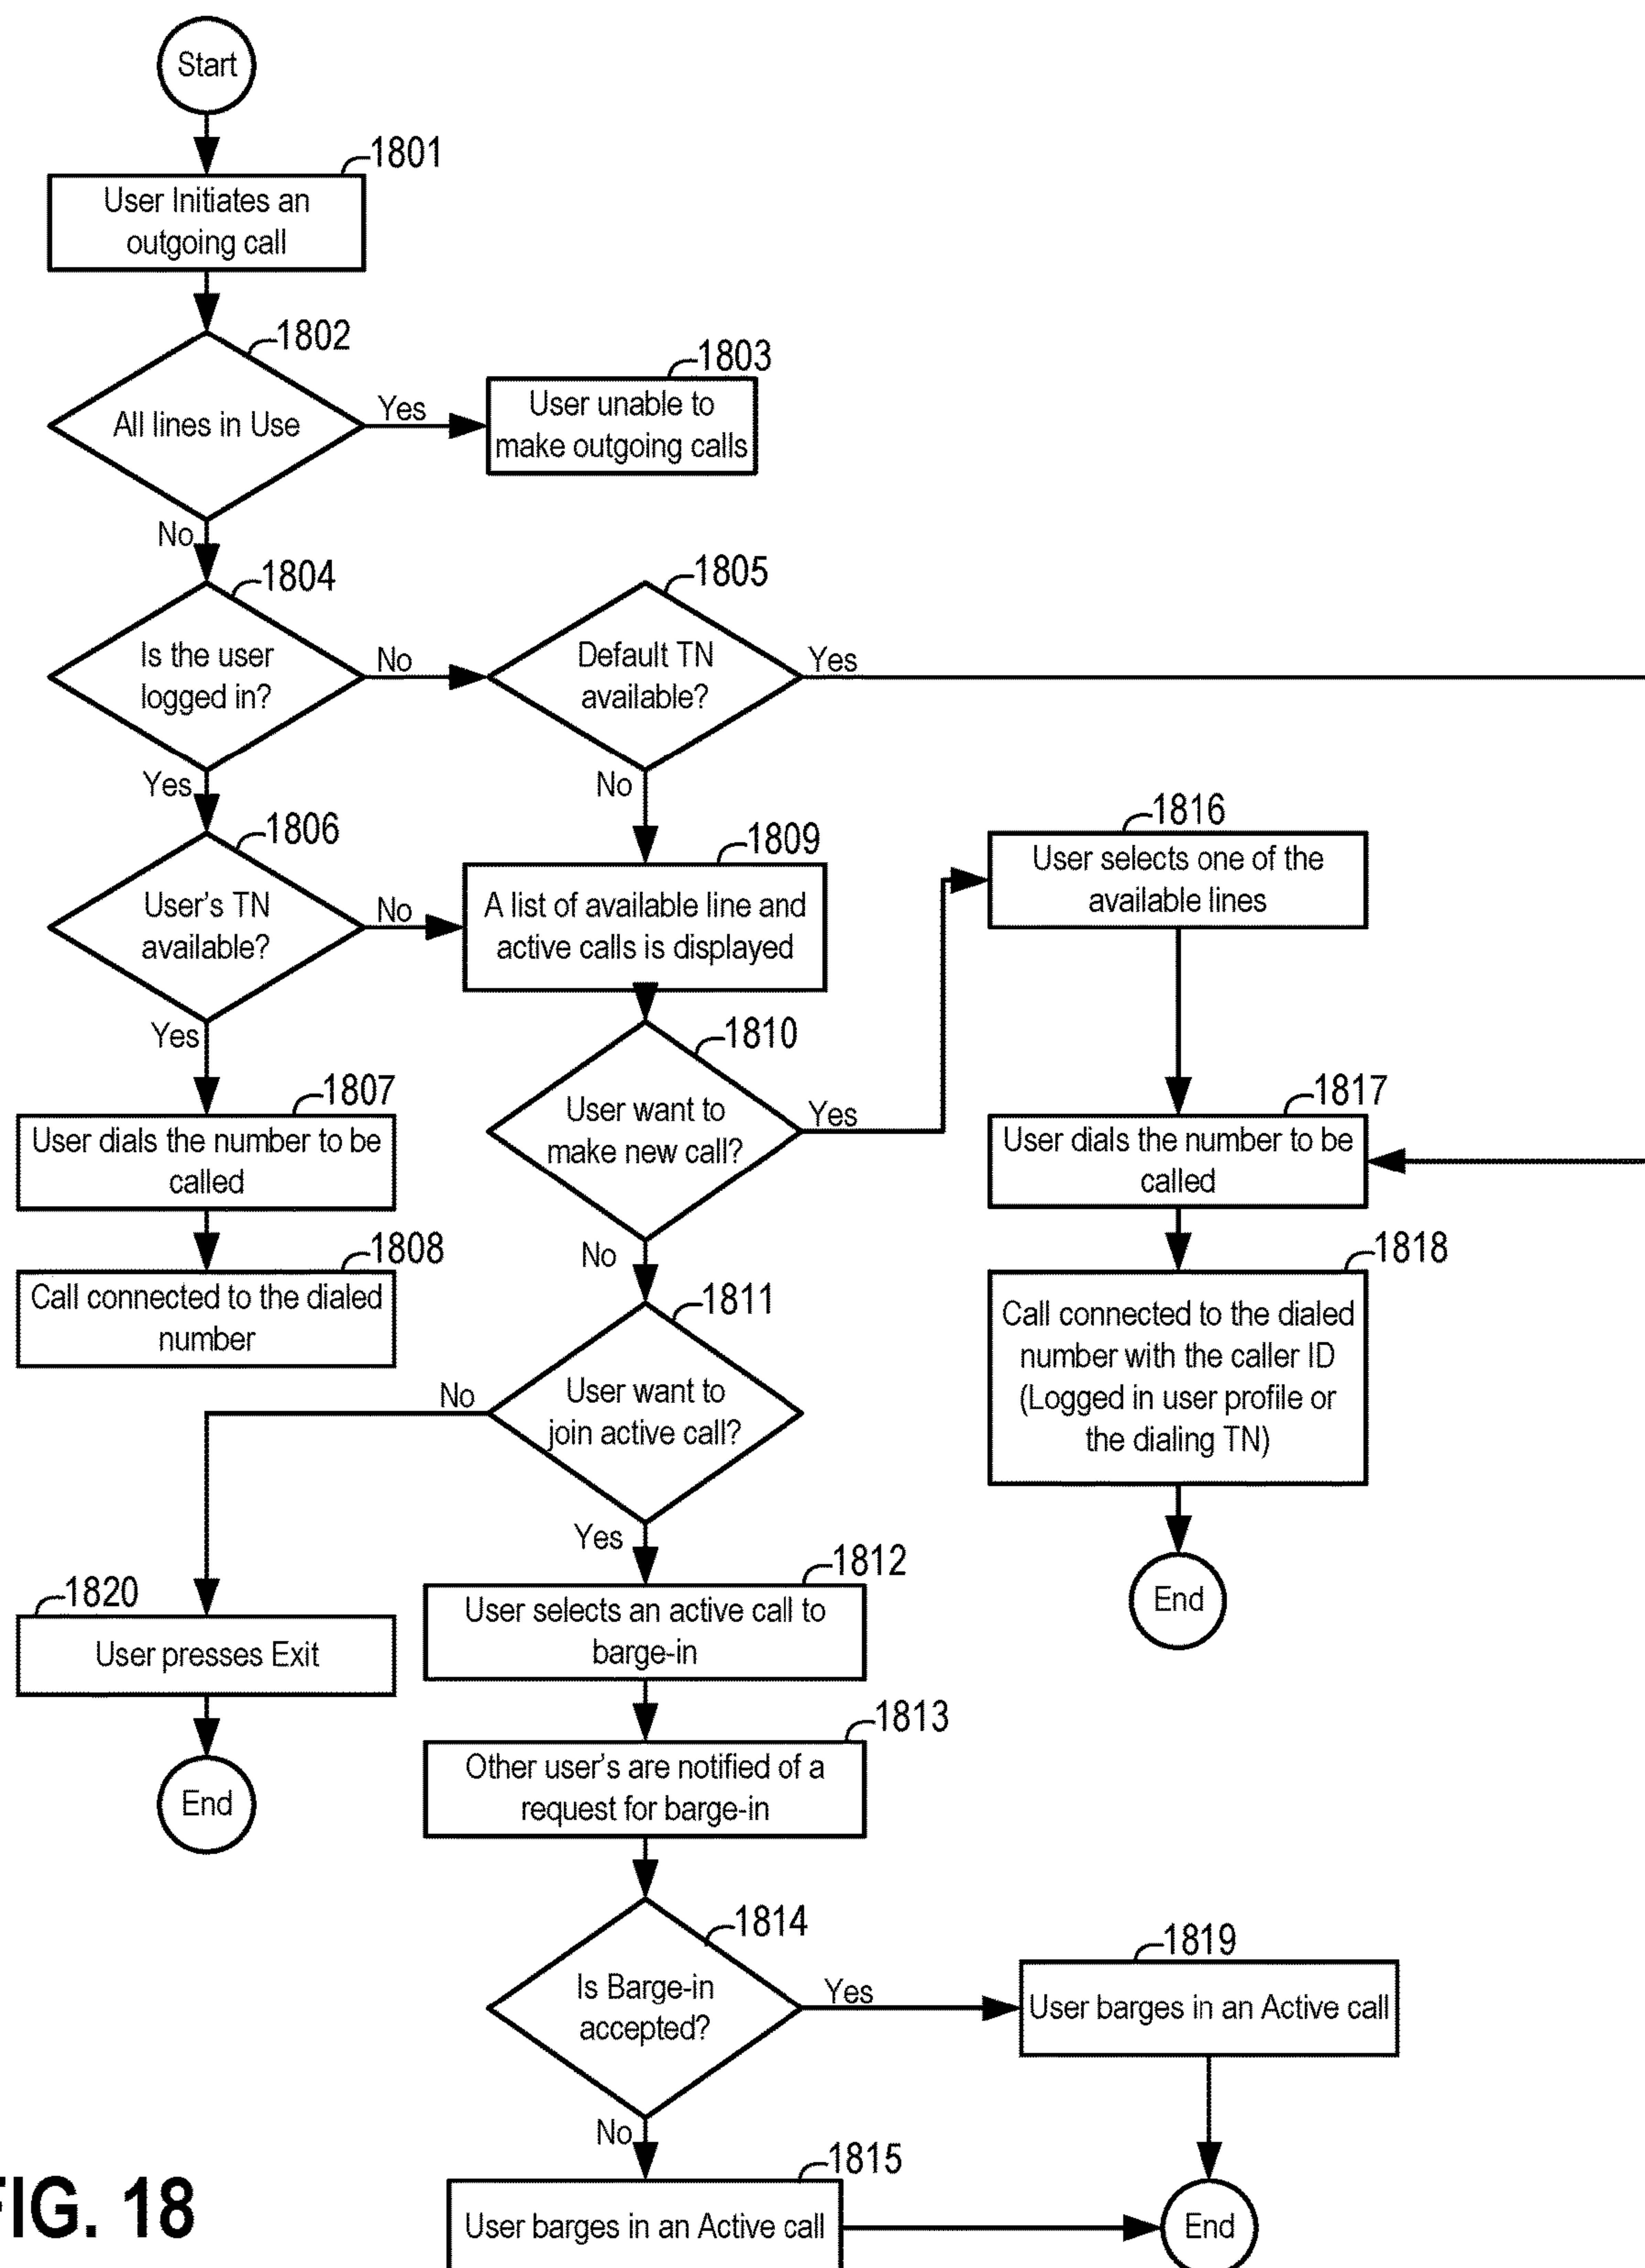 Start
1801
User Initiates an
outgoing call
1802
All lines in Use
Yes
1803
User unable to
make outgoing calls
No
1804
Is the user
logged in?
No
1805
Default TN
available?
Yes
Yes
No
1806
User's TN
available?
No
1809
A list of available line and
active calls is displayed
1816
User selects one of the
available lines
Yes
1810
User want to
make new call?
Yes
1807
User dials the number to be
called
1817
User dials the number to be
called
1808
Call connected to the dialed
number
No
1818
Call connected to the dialed
number with the caller ID
(Logged in user profile or
the dialing TN)
1811
User want to
join active call?
No
Yes
End
1820
User presses Exit
1812
User selects an active call to
barge-in
End
1813
Other user's are notified of a
request for barge-in
1814
Is Barge-in
accepted?
Yes
1819
User barges in an Active call
No
1815
User barges in an Active call
End
FIG. 18